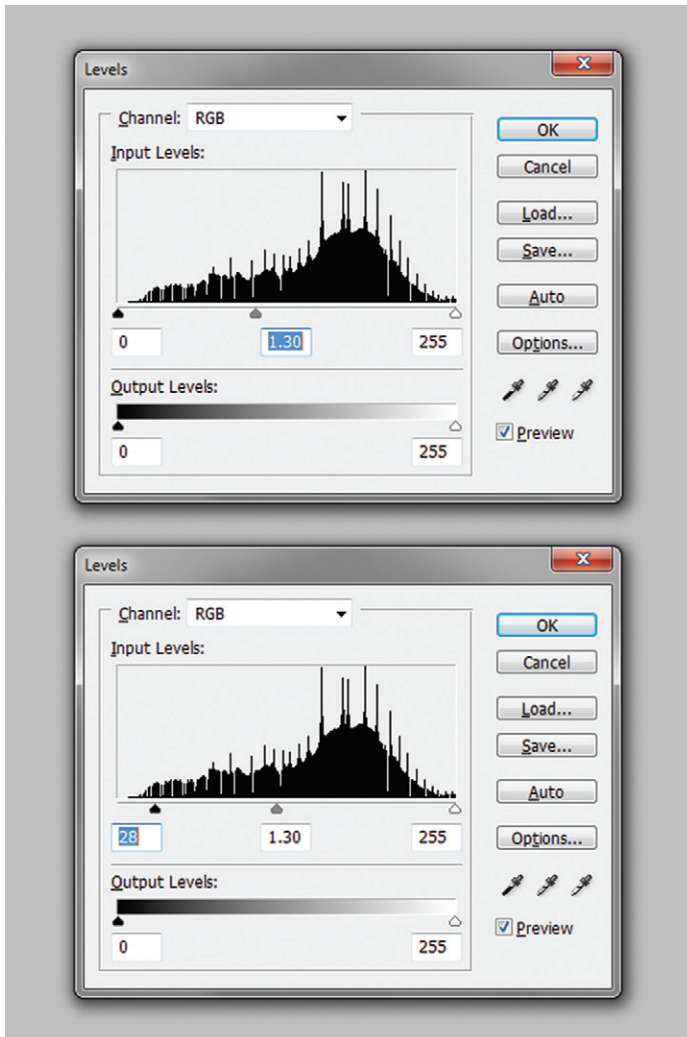 Levels
Channel: RGB
OK
Input Levels:
Cancel
Load...
Save...
Auto
0 1.30 255
Options...
Output Levels:
Preview
0 255
Levels
Channel: RGB
OK
Input Levels:
Cancel
Load...
Save...
Auto
28 1.30 255
Options...
Output Levels:
Preview
0 255